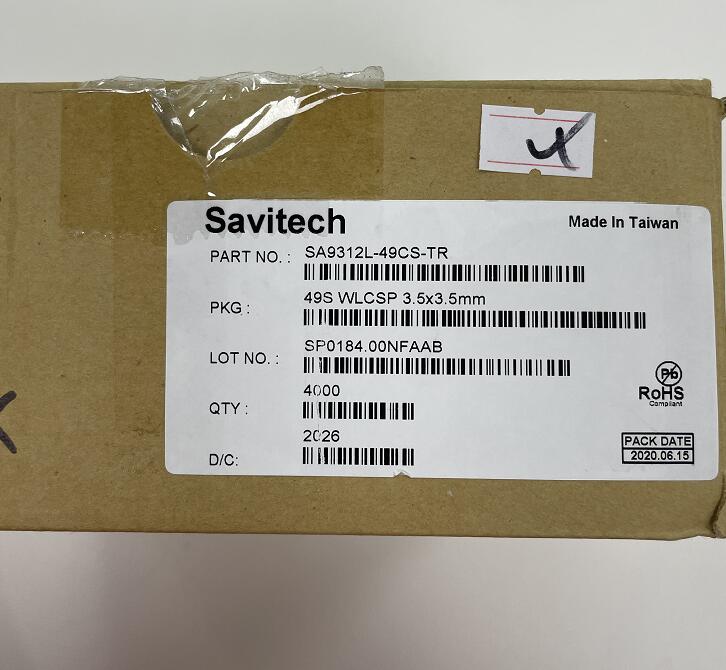 Savitech
Made In Taiwan
PART NO. : SA9312L-49CS-TR
PKG : 49S WLCSP 3.5x3.5mm
LOT NO. : SP0184.00NFAAB
QTY : 4000
D/C: 2026
Pb
RoHS
Compliant
PACK DATE
2020.06.15